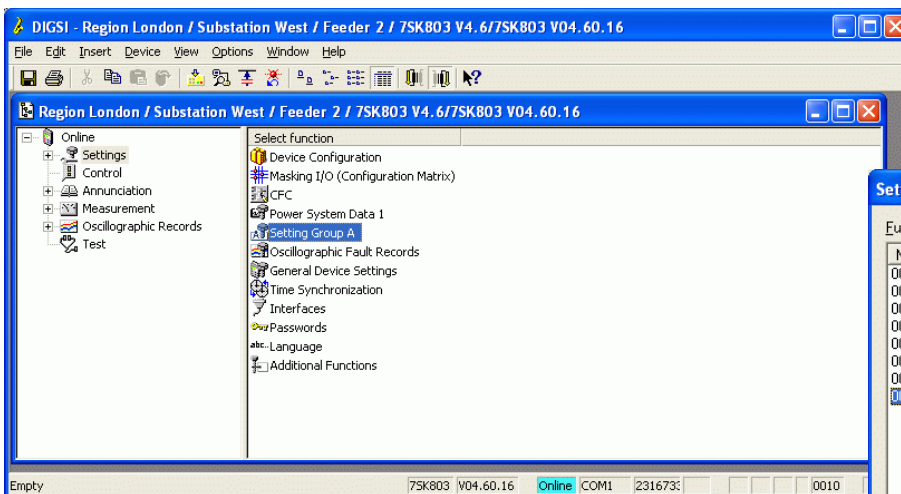 DIGSI - Region London / Substation West / Feeder 2 / 7SK803 V4.6/7SK803 V04.60.16
File Edit Insert Device View Options Window Help
Region London / Substation West / Feeder 2 / 7SK803 V4.6/7SK803 V04.60.16
Online
Settings
Control
Annunciation
Measurement
Oscillographic Records
Test
Select function
Device Configuration
Masking I/O (Configuration Matrix)
CFC
Power System Data 1
Setting Group A
Oscillographic Fault Records
General Device Settings
Time Synchronization
Interfaces
Passwords
abc.. Language
Additional Functions
Set
Fu
Empty 7SK803 V04.60.16 Online COM1 231673 0010